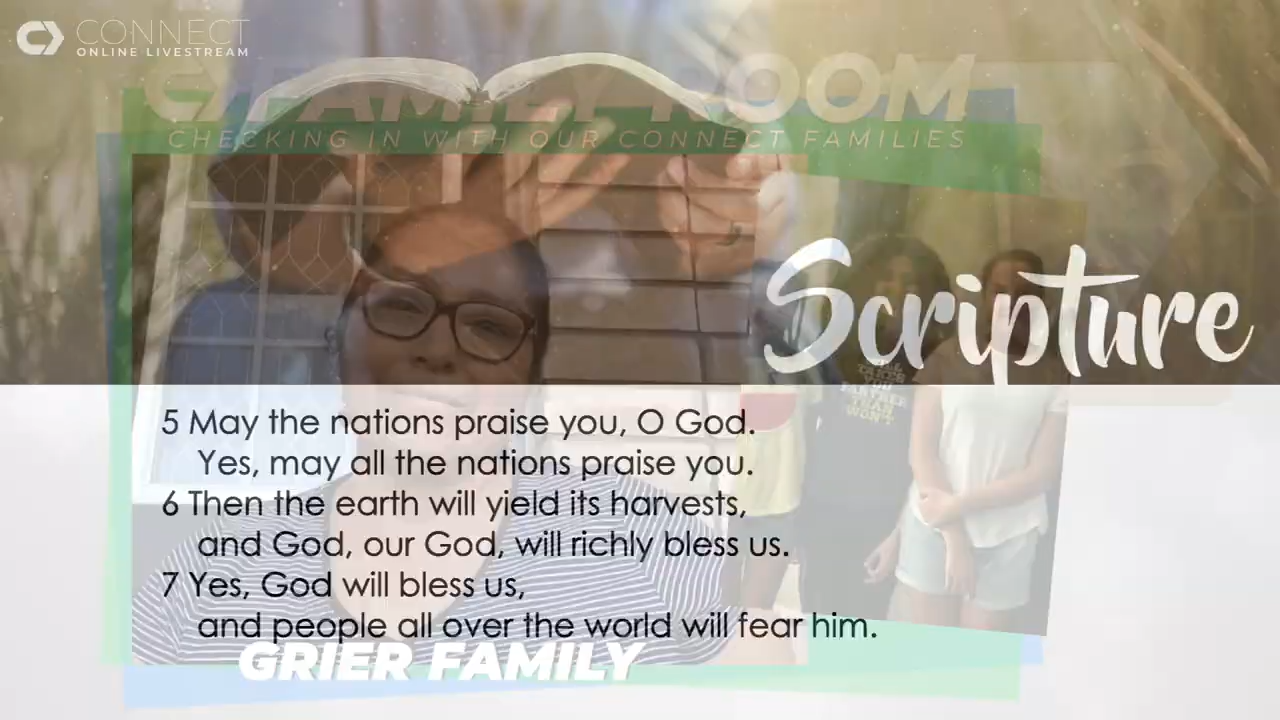 CONNECT
ONLINE LIVESTREAM
FAMILY ROOM
CHECKING IN WITH OUR CONNECT FAMILIES
Scripture
5 May the nations praise you, O God.
Yes, may all the nations praise you.
6 Then the earth will yield its harvests,
and God, our God, will richly bless us.
7 Yes, God will bless us,
and people all over the world will fear him.
GRIER FAMILY